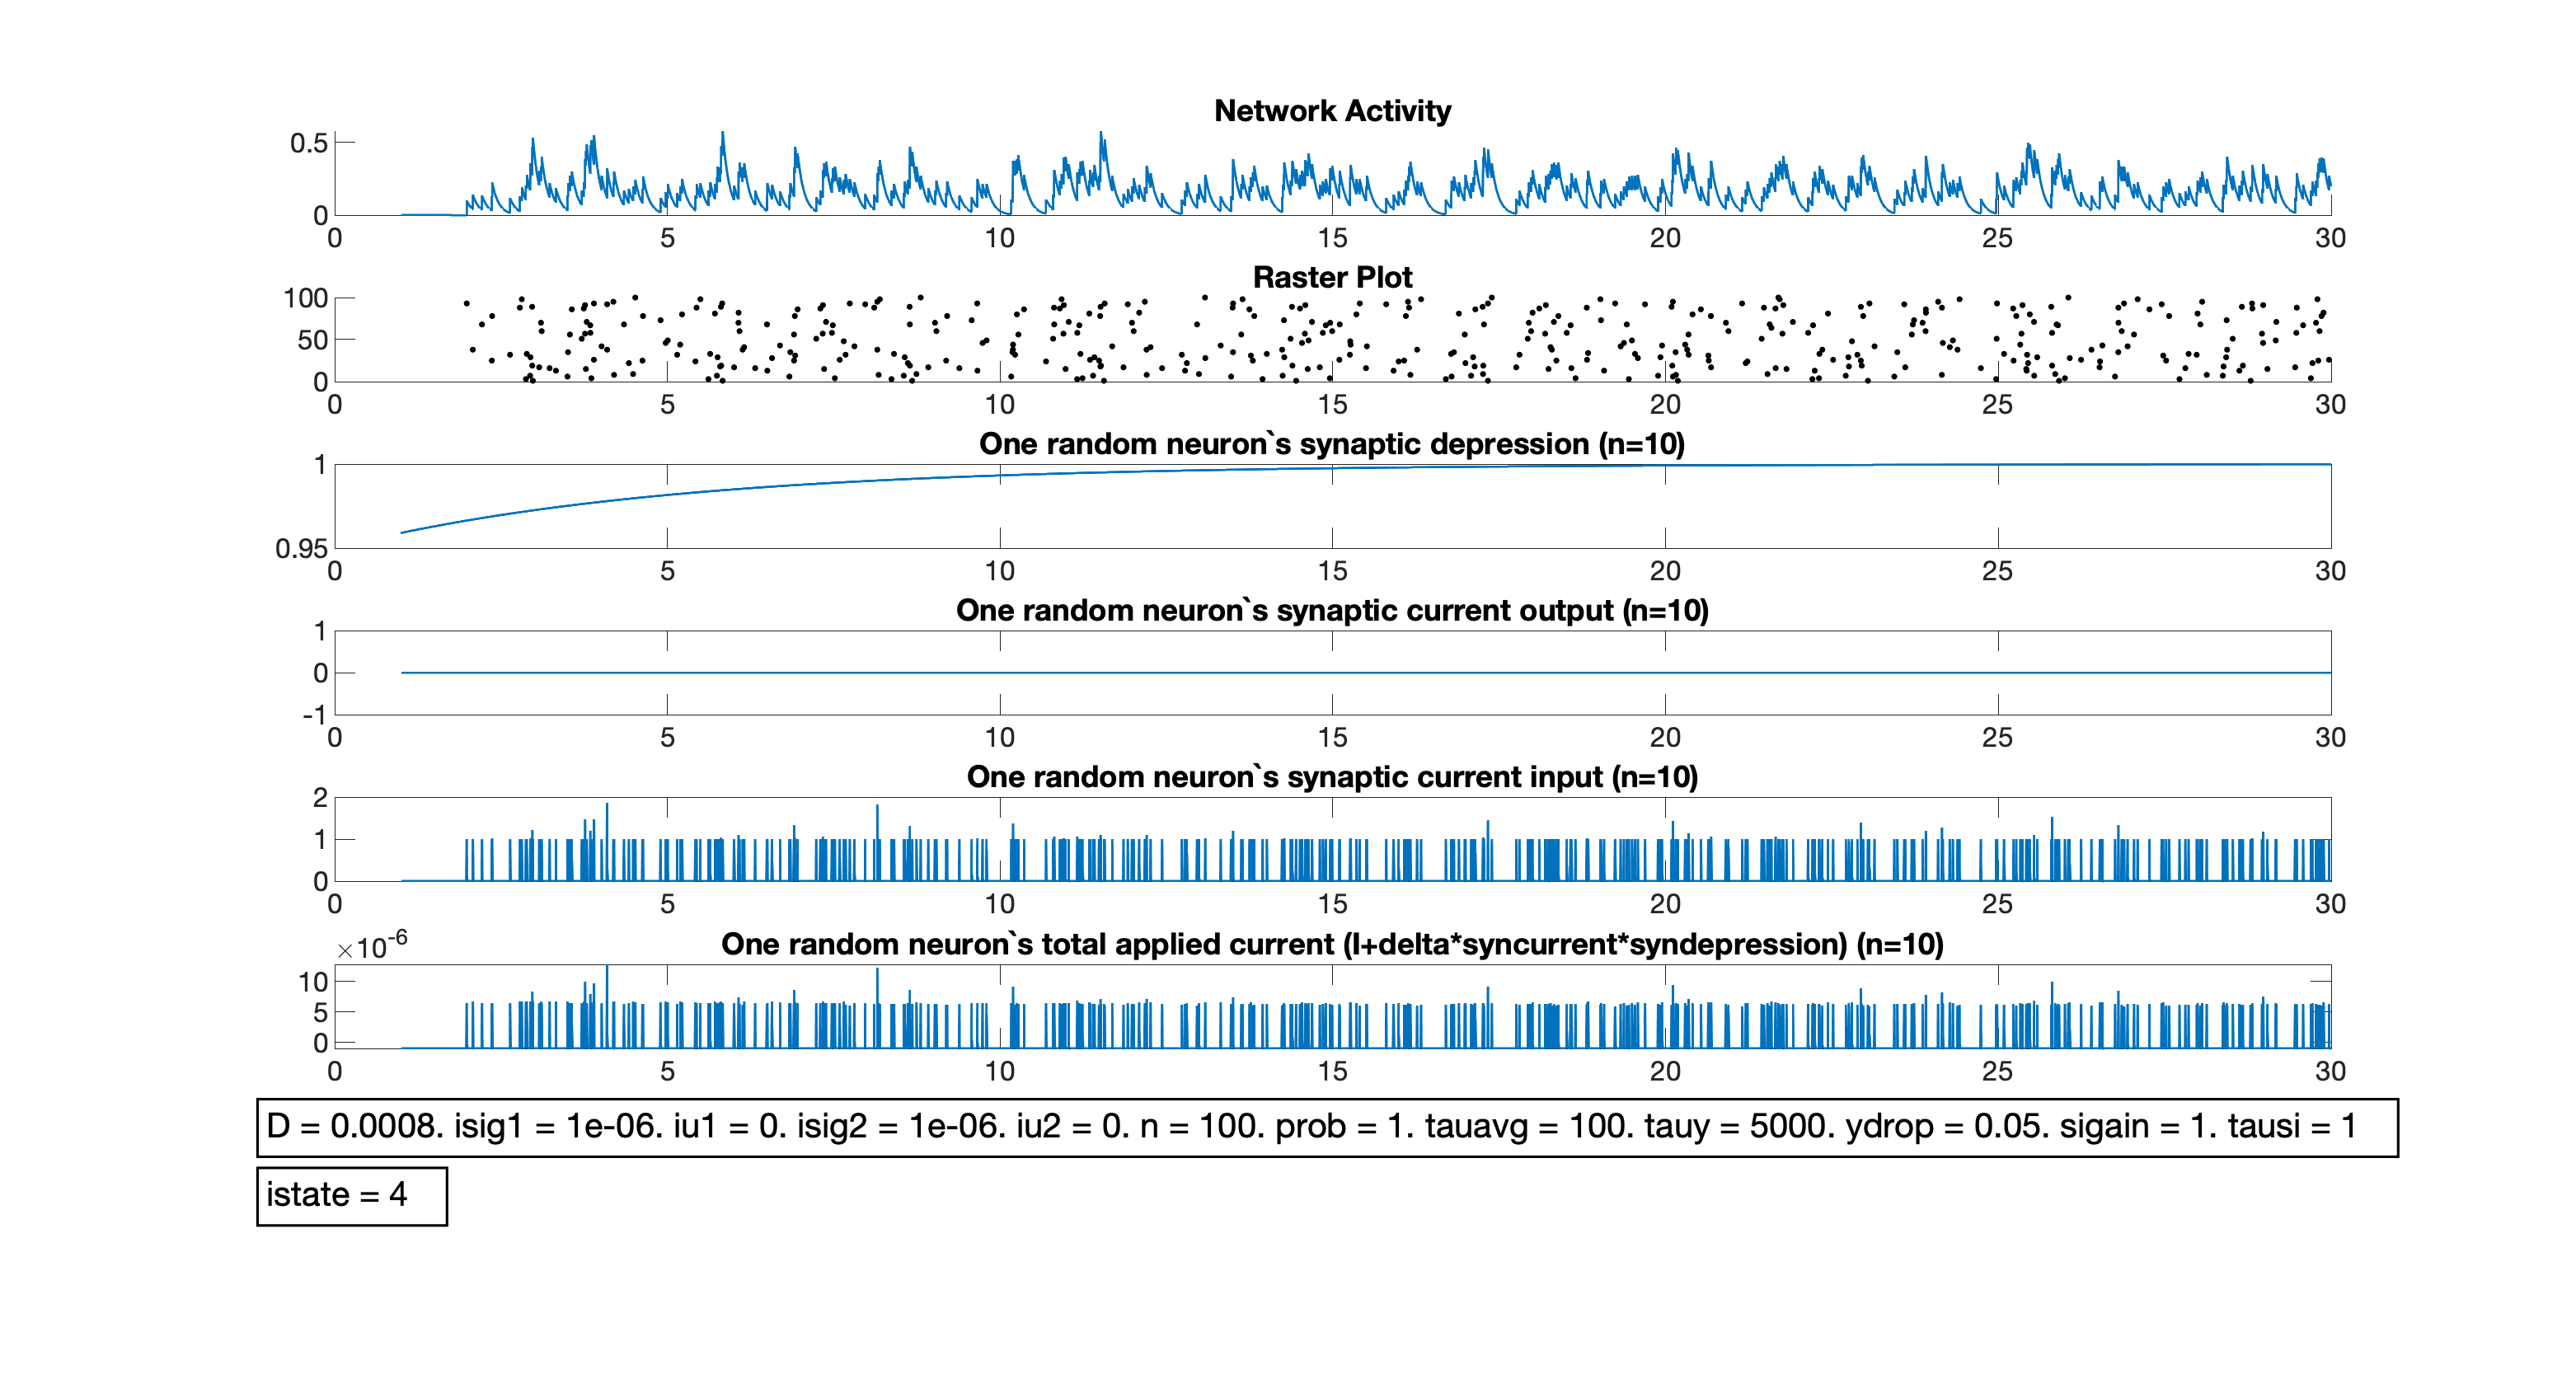 Network Activity
0.5
0
0 5 10 15 20 25 30
Raster Plot
100
50
0
0 5 10 15 20 25 30
One random neuron`s synaptic depression (n=10)
1
0.95
0 5 10 15 20 25 30
One random neuron`s synaptic current output (n=10)
1
0
-1
0 5 10 15 20 25 30
One random neuron`s synaptic current input (n=10)
2
1
0
0 5 10 15 20 25 30
One random neuron`s total applied current (I+delta*syncurrent*syndepression) (n=10)
×10-6
10
5
0
0 5 10 15 20 25 30
D = 0.0008. isig1 = 1e-06. iu1 = 0. isig2 = 1e-06. iu2 = 0. n = 100. prob = 1. tauavg = 100. tauy = 5000. ydrop = 0.05. sigain = 1. tausi = 1
istate = 4